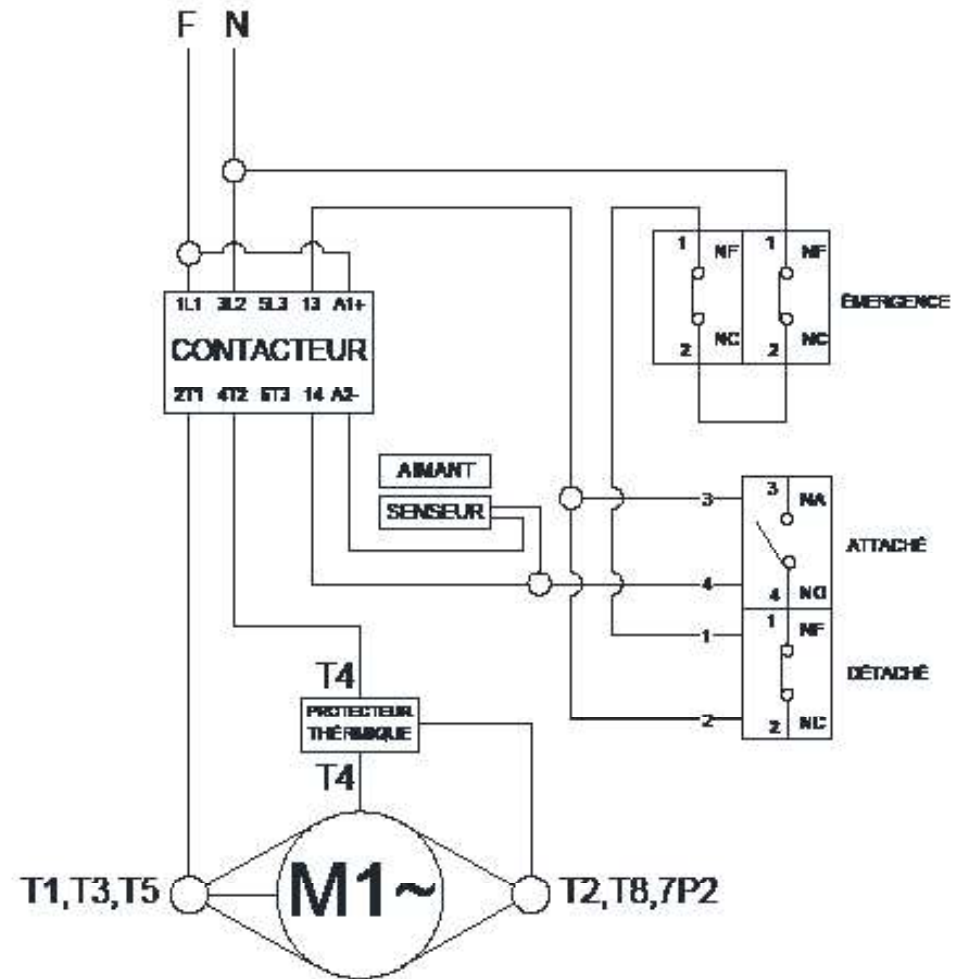 F N
1 NF 1 NF
ÉMERGENCE
2 NC 2 NC
1L1 3L2 5L3 13 A1+
CONTACTEUR
2T1 4T2 6T3 14 A2-
AIMANT
SENSEUR
3 3 NA
ATTACHÉ
4 4 NO
1 1 NF
DÉTACHÉ
2 2 NC
T4
PROTECTEUR
THÉRMIQUE
T4
T1,T3,T5 M1~ T2,T8,7P2